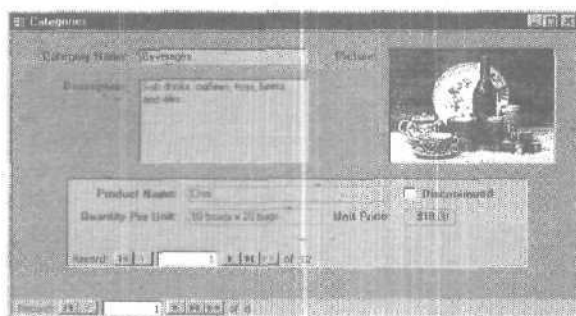 Categories
Category Name: Beverages
Picture:
Description: Soft drinks, coffees, teas, beers,
and ales
Product Name: Chai
Discontinued
Quantity Per Unit: 10 boxes x 20 bags
Unit Price: $18.00
Record: 1 of 12
Record: 1 of 8